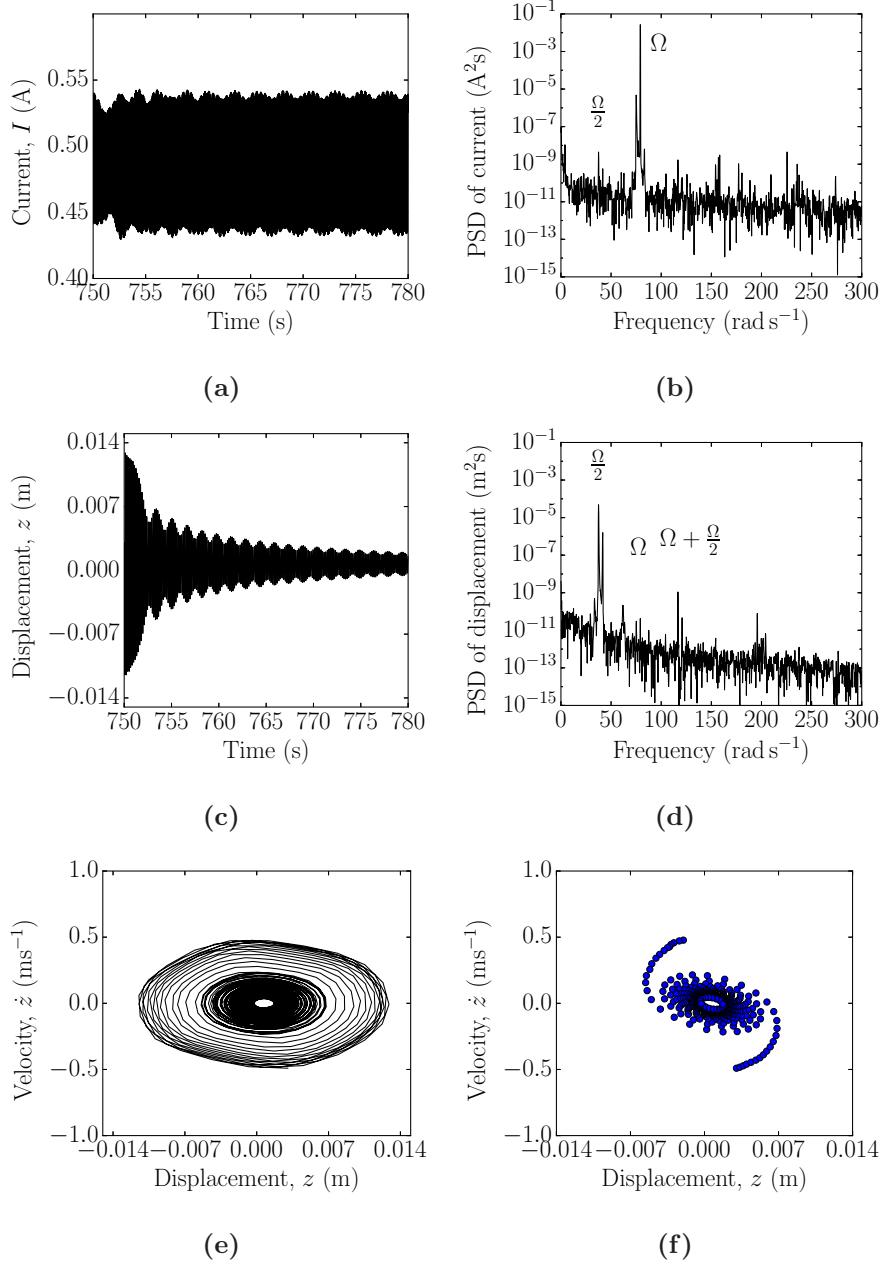 0.55
0.50
0.45
0.40
Current, I (A)
750 755 760 765 770 775 780
Time (s)
(a)
10⁻¹
10⁻³
10⁻⁵
10⁻⁷
10⁻⁹
10⁻¹¹
10⁻¹³
10⁻¹⁵
PSD of current (A²s)
Ω
Ω/2
0 50 100 150 200 250 300
Frequency (rad s⁻¹)
(b)
0.014
0.007
0.000
−0.007
−0.014
Displacement, z (m)
750 755 760 765 770 775 780
Time (s)
(c)
10⁻¹
10⁻³
10⁻⁵
10⁻⁷
10⁻⁹
10⁻¹¹
10⁻¹³
10⁻¹⁵
PSD of displacement (m²s)
Ω/2
Ω Ω + Ω/2
0 50 100 150 200 250 300
Frequency (rad s⁻¹)
(d)
1.0
0.5
0.0
−0.5
−1.0
Velocity, ż (ms⁻¹)
−0.014 −0.007 0.000 0.007 0.014
Displacement, z (m)
(e)
1.0
0.5
0.0
−0.5
−1.0
Velocity, ż (ms⁻¹)
−0.014 −0.007 0.000 0.007 0.014
Displacement, z (m)
(f)